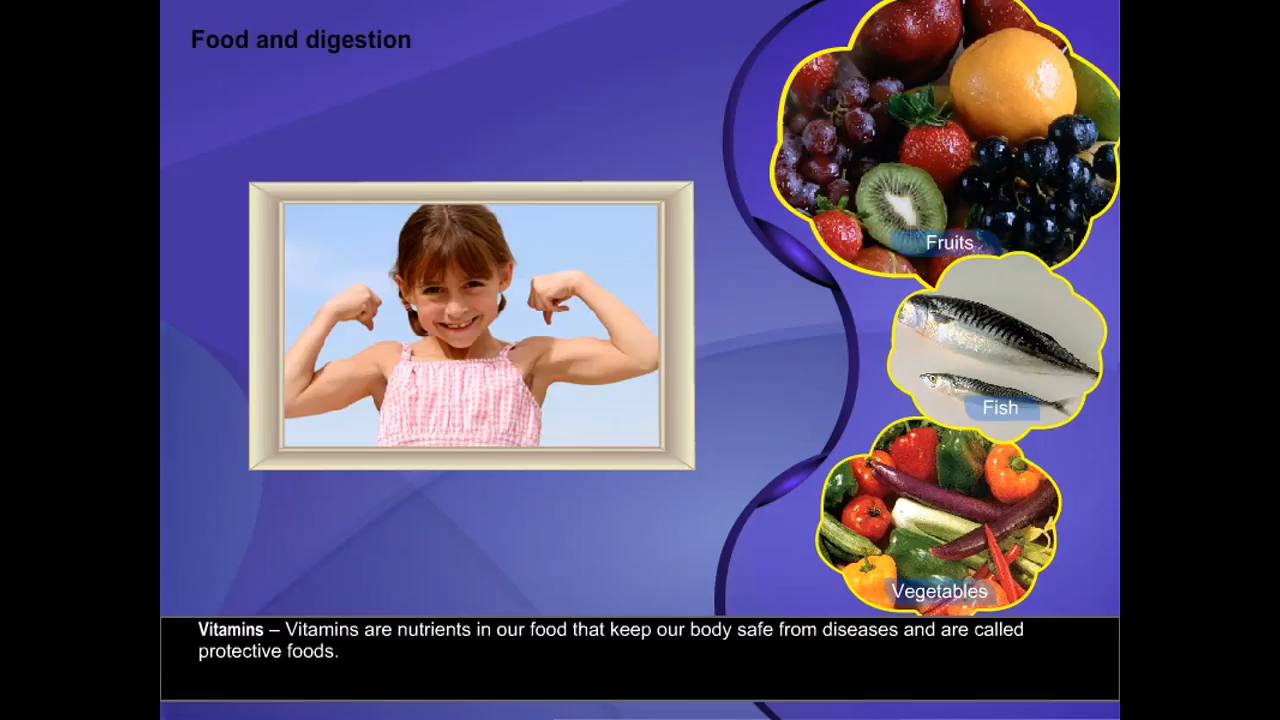 Food and digestion
Fruits
Fish
Vegetables
Vitamins – Vitamins are nutrients in our food that keep our body safe from diseases and are called
protective foods.